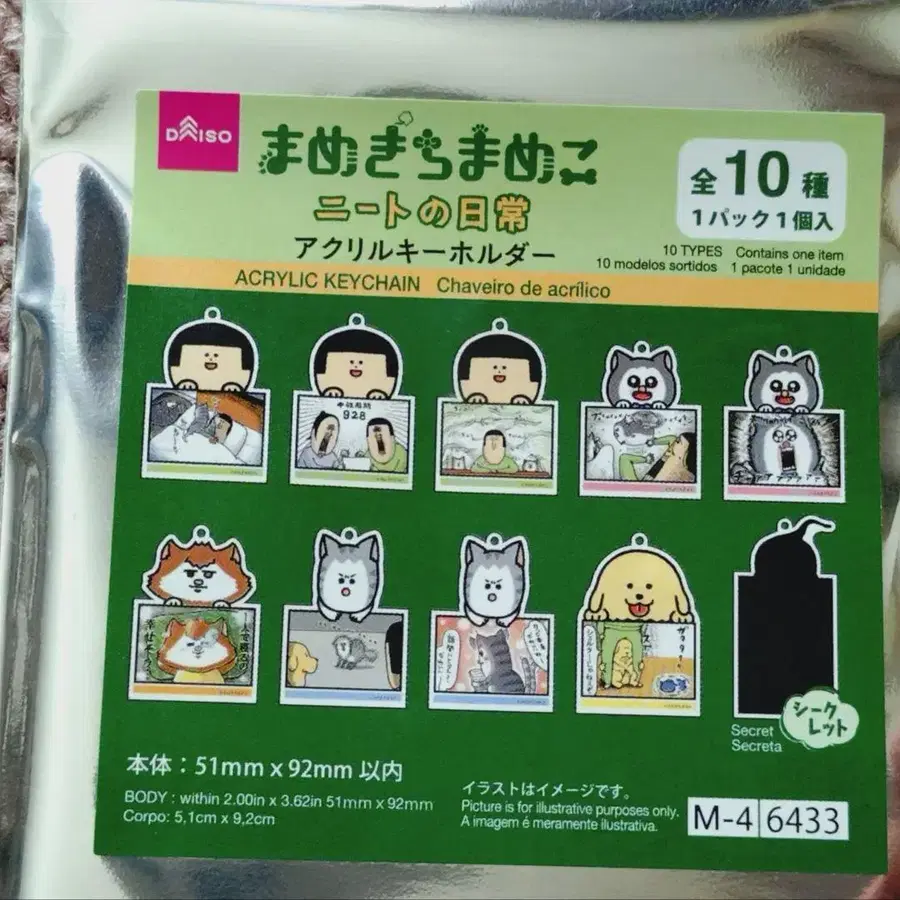 DAISO
まめきちまめこ
ニートの日常
アクリルキーホルダー
全10種
1パック1個入
10 TYPES Contains one item
10 modelos sortidos 1 pacote 1 unidade
ACRYLIC KEYCHAIN Chaveiro de acrílico
928
シークレット
Secret
Secreta
本体：51mm x 92mm 以内
BODY : within 2.00in x 3.62in 51mm x 92mm
Corpo: 5,1cm x 9,2cm
イラストはイメージです。
Picture is for illustrative purposes only.
A imagem é meramente ilustrativa.
M-4 6433